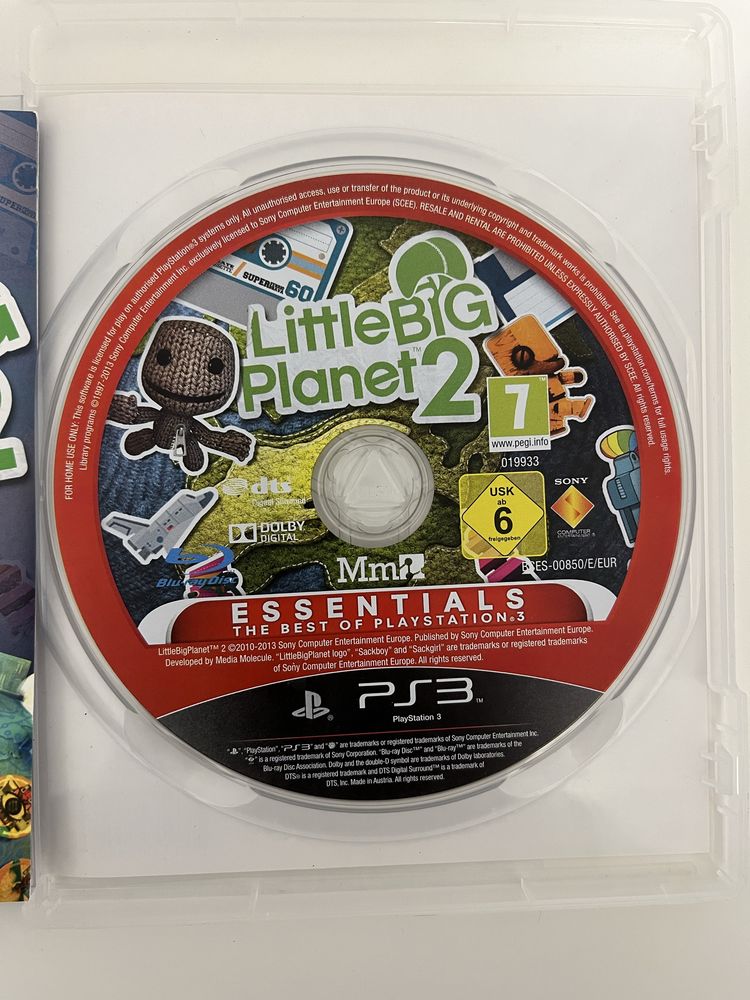 FOR HOME USE ONLY: This software is licensed for play on authorised PlayStation®3 systems only. All unauthorised access, use or transfer of the product or its underlying copyright and trademark works is prohibited. See eu.playstation.com/terms for full usage rights.
Library programs ©1997-2013 Sony Computer Entertainment Inc. exclusively licensed to Sony Computer Entertainment Europe (SCEE). RESALE AND RENTAL ARE PROHIBITED UNLESS EXPRESSLY AUTHORISED BY SCEE. All rights reserved.
SUPER
SUPER
60
LittleBIG
Planet™ 2
7
www.pegi.info
019933
dts
Digital Surround
DOLBY
DIGITAL
USK
ab
6
freigegeben
SONY
COMPUTER
ENTERTAINMENT
Blu-ray Disc
Mm
BCES-00850/E/EUR
ESSENTIALS
THE BEST OF PLAYSTATION®3
LittleBigPlanet™ 2 ©2010-2013 Sony Computer Entertainment Europe. Published by Sony Computer Entertainment Europe.
Developed by Media Molecule. “LittleBigPlanet logo”, “Sackboy” and “Sackgirl” are trademarks or registered trademarks
of Sony Computer Entertainment Europe. All rights reserved.
PS3™
PlayStation 3
“ ”, “PlayStation”, “PS3” and “ ” are trademarks or registered trademarks of Sony Computer Entertainment Inc.
“ ” is a registered trademark of Sony Corporation. “Blu-ray Disc™” and “Blu-ray™” are trademarks of the
Blu-ray Disc Association. Dolby and the double-D symbol are trademarks of Dolby laboratories.
DTS® is a registered trademark and DTS Digital Surround™ is a trademark of
DTS, Inc. Made in Austria. All rights reserved.